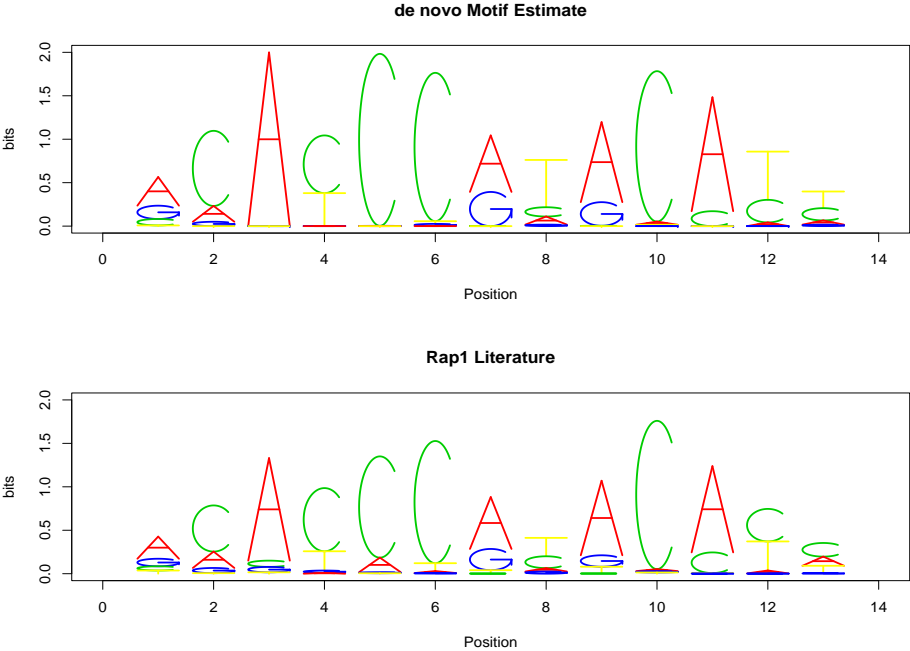 de novo Motif Estimate
2.0
1.5
1.0
0.5
0.0
bits
A C A C C C A T A C A T T
G A T G C G C C C
C G A A
0 2 4 6 8 10 12 14
Position
Rap1 Literature
2.0
1.5
1.0
0.5
0.0
bits
A C A C C C A T A C A C C
G A C T A T G C G C T A
C G G A T
0 2 4 6 8 10 12 14
Position